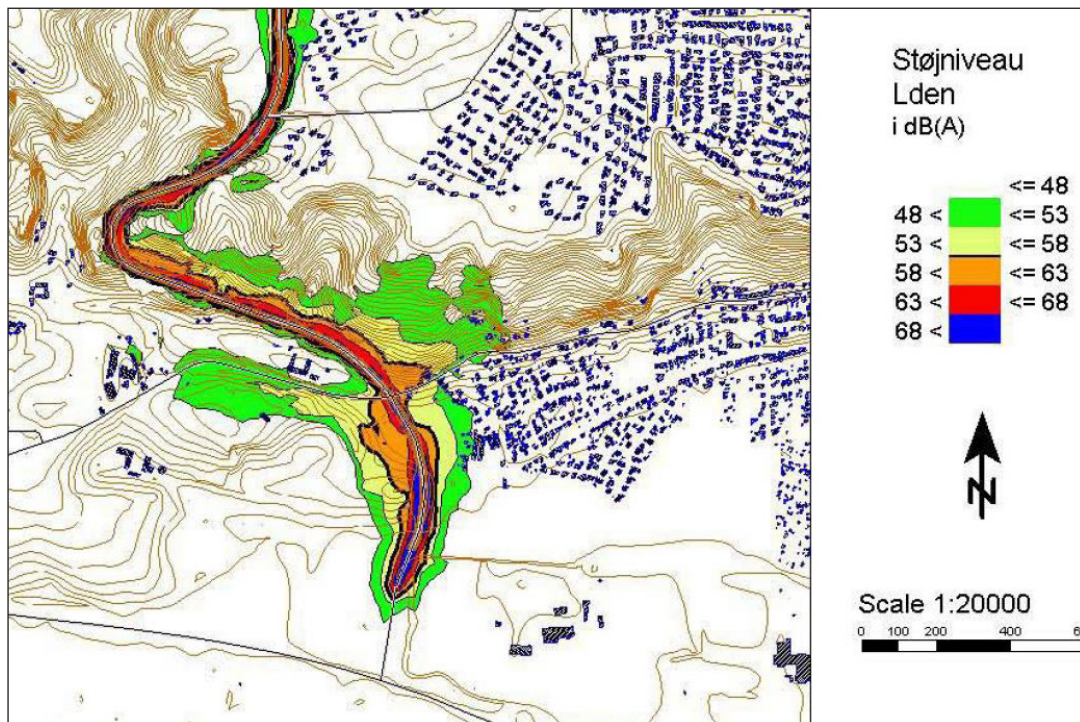 Støjniveau
Lden
i dB(A)
<= 48
48 < <= 53
53 < <= 58
58 < <= 63
63 < <= 68
68 <
N
Scale 1:20000
0 100 200 400